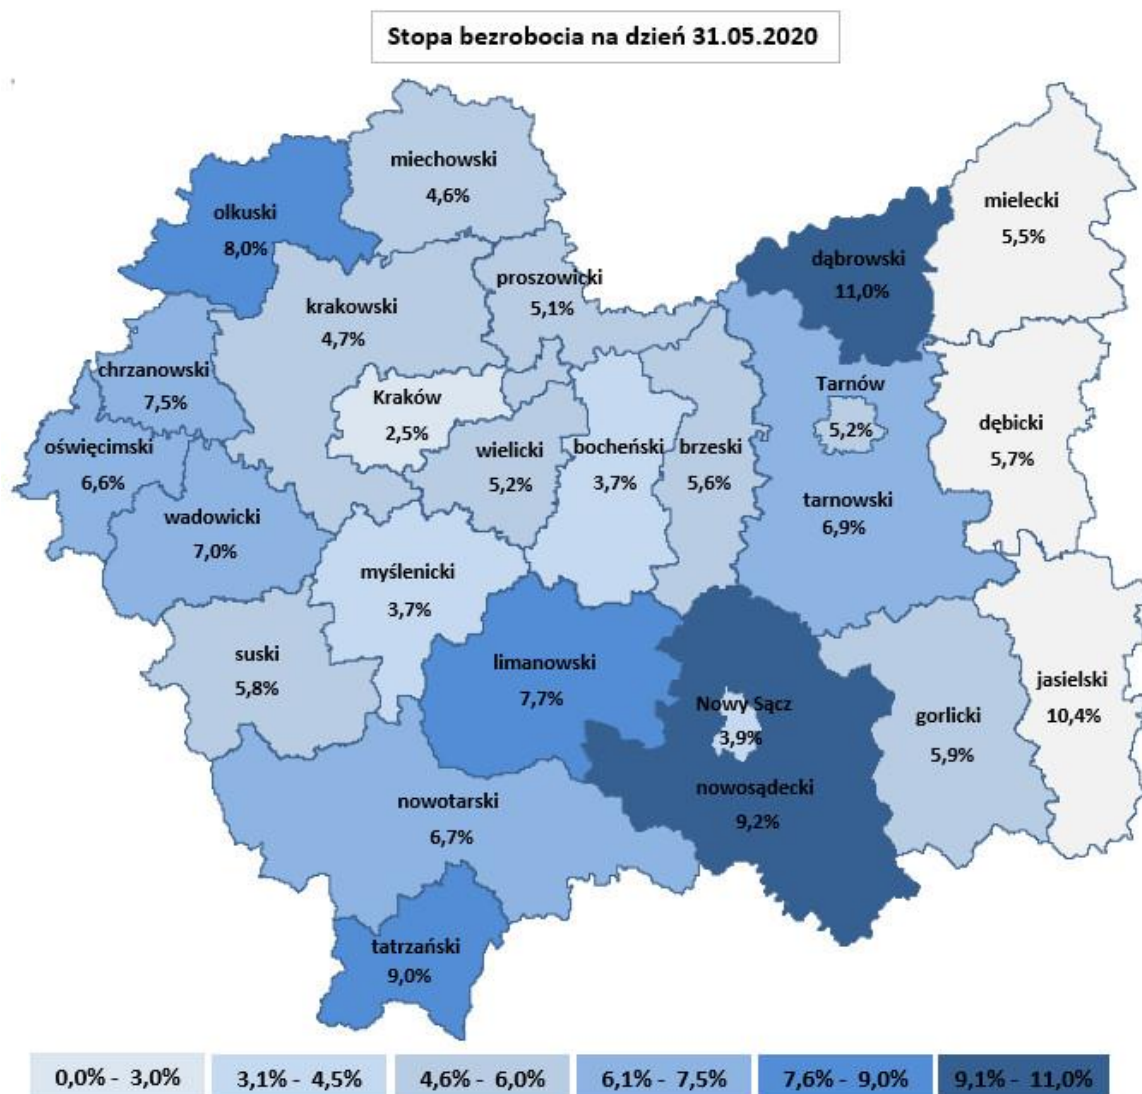 Stopa bezrobocia na dzień 31.05.2020
miechowski
4,6%
olkuski
8,0%
mielecki
5,5%
dąbrowski
11,0%
proszowicki
5,1%
krakowski
4,7%
chrzanowski
7,5%
Kraków
2,5%
Tarnów
5,2%
dębicki
5,7%
oświęcimski
6,6%
wielicki
5,2%
bocheński
3,7%
brzeski
5,6%
tarnowski
6,9%
wadowicki
7,0%
myślenicki
3,7%
suski
5,8%
limanowski
7,7%
Nowy Sącz
3,9%
gorlicki
5,9%
jasielski
10,4%
nowosądecki
9,2%
nowotarski
6,7%
tatrzański
9,0%
0,0% - 3,0%
3,1% - 4,5%
4,6% - 6,0%
6,1% - 7,5%
7,6% - 9,0%
9,1% - 11,0%